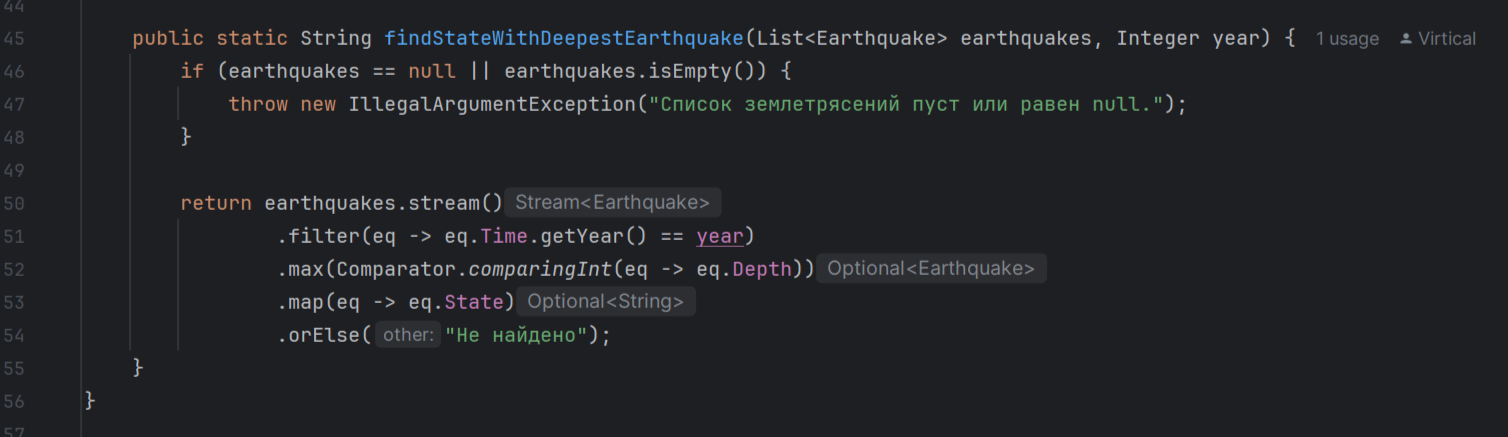 44
45 public static String findStateWithDeepestEarthquake(List<Earthquake> earthquakes, Integer year) { 1 usage Virtical
46 if (earthquakes == null || earthquakes.isEmpty()) {
47 throw new IllegalArgumentException("Список землетрясений пуст или равен null.");
48 }
49
50 return earthquakes.stream() Stream<Earthquake>
51 .filter(eq -> eq.Time.getYear() == year)
52 .max(Comparator.comparingInt(eq -> eq.Depth)) Optional<Earthquake>
53 .map(eq -> eq.State) Optional<String>
54 .orElse( other: "Не найдено");
55 }
56 }
57